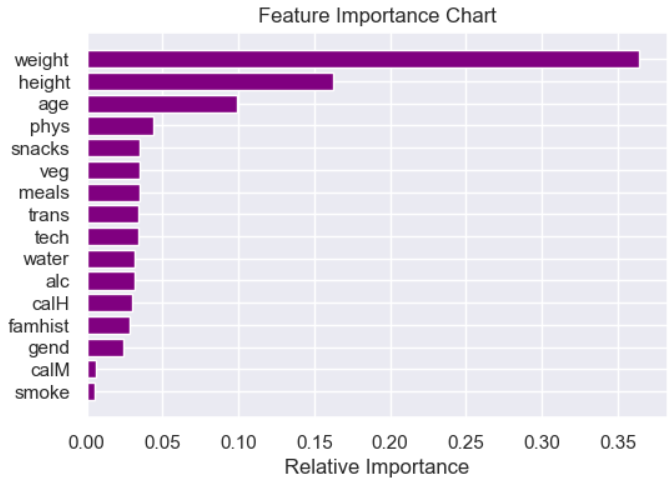 Feature Importance Chart
weight
height
age
phys
snacks
veg
meals
trans
tech
water
alc
calH
famhist
gend
calM
smoke
0.00 0.05 0.10 0.15 0.20 0.25 0.30 0.35
Relative Importance